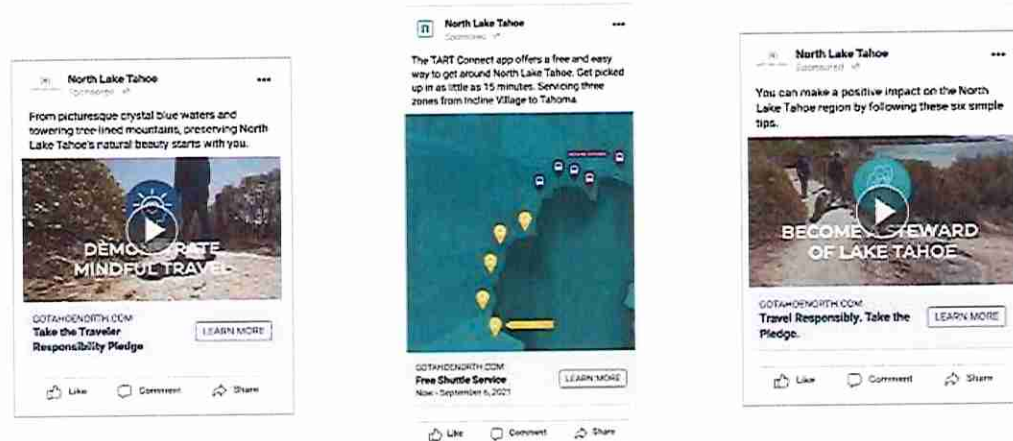 North Lake Tahoe
Sponsored
From picturesque crystal blue waters and
towering tree-lined mountains, preserving North
Lake Tahoe's natural beauty starts with you.
MINDFUL TRAVEL
GOTAHOENORTH.COM
Take the Traveler
Responsibility Pledge
LEARN MORE
Like Comment Share
North Lake Tahoe
Sponsored
The TART Connect app offers a free and easy
way to get around North Lake Tahoe. Get picked
up in as little as 15 minutes. Servicing three
zones from Incline Village to Tahoma.
GOTAHOENORTH.COM
Free Shuttle Service
Now - September 6, 2021
LEARN MORE
Like Comment Share
North Lake Tahoe
Sponsored
You can make a positive impact on the North
Lake Tahoe region by following these six simple
tips.
BECOME A STEWARD
OF LAKE TAHOE
GOTAHOENORTH.COM
Travel Responsibly. Take the
Pledge.
LEARN MORE
Like Comment Share